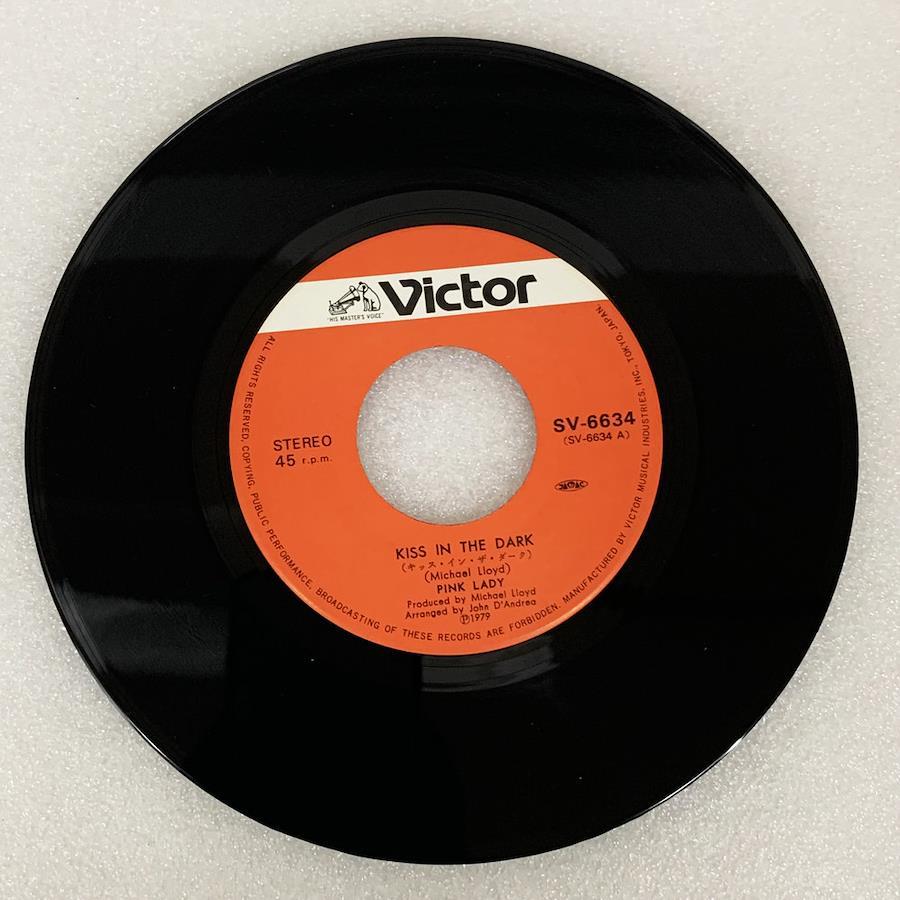 Victor
"HIS MASTER'S VOICE"
STEREO
45 r.p.m.
SV-6634
(SV-6634 A)
JASRAC
KISS IN THE DARK
(キッス・イン・ザ・ダーク)
(Michael Lloyd)
PINK LADY
Produced by Michael Lloyd
Arranged by John D'Andrea
Ⓟ1979
ALL RIGHTS RESERVED, COPYING, PUBLIC PERFORMANCE, BROADCASTING OF THESE RECORDS ARE FORBIDDEN. MANUFACTURED BY VICTOR MUSICAL INDUSTRIES, INC., TOKYO, JAPAN.